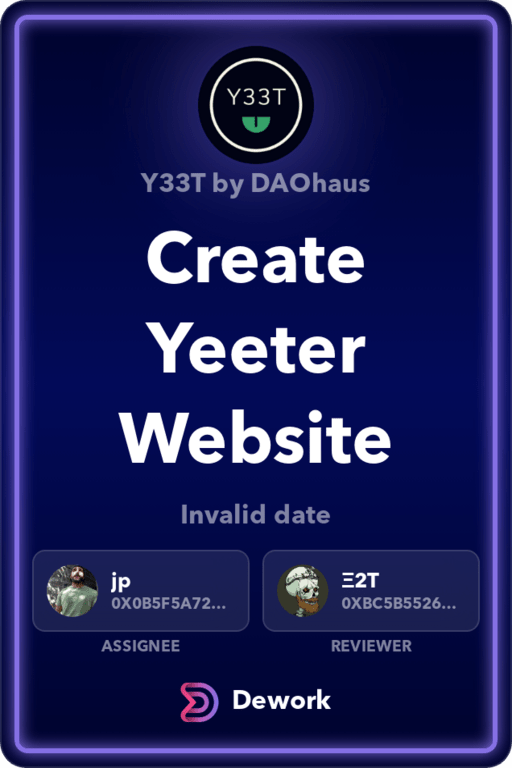 Y33T
Y33T by DAOhaus
Create
Yeeter
Website
Invalid date
jp
0X0B5F5A72...
Ξ2T
0XBC5B5526...
ASSIGNEE
REVIEWER
Dework